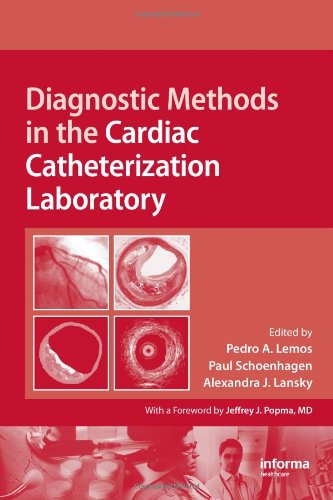 Diagnostic Methods
in the Cardiac
Catheterization
Laboratory
Edited by
Pedro A. Lemos
Paul Schoenhagen
Alexandra J. Lansky
With a Foreword by Jeffrey J. Popma, MD
informa
healthcare